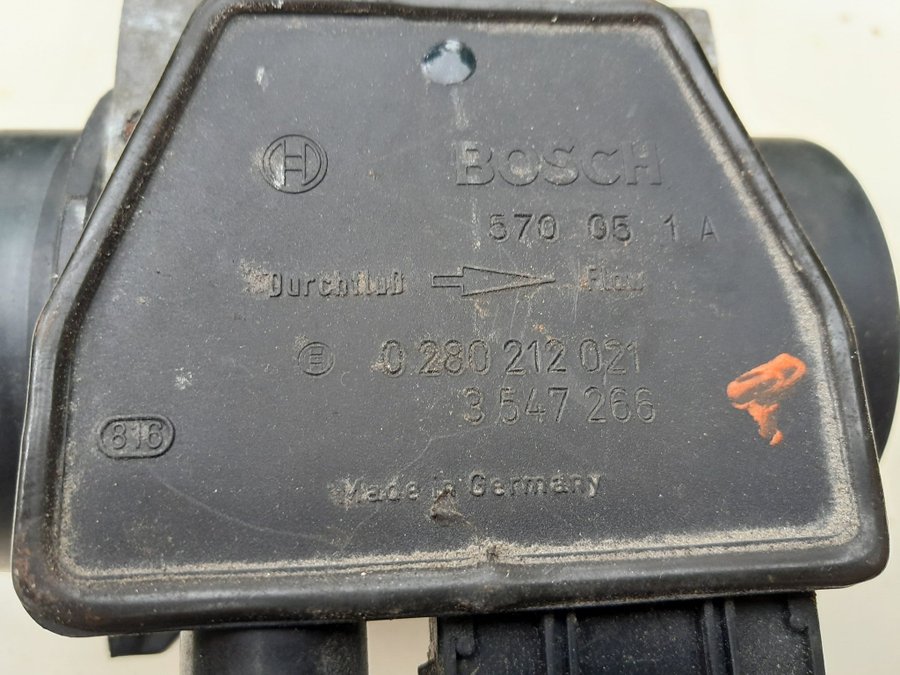 BOSCH
570 05 1 A
Durchfluß Flow
0 280 212 021
3 547 266
816
Made in Germany